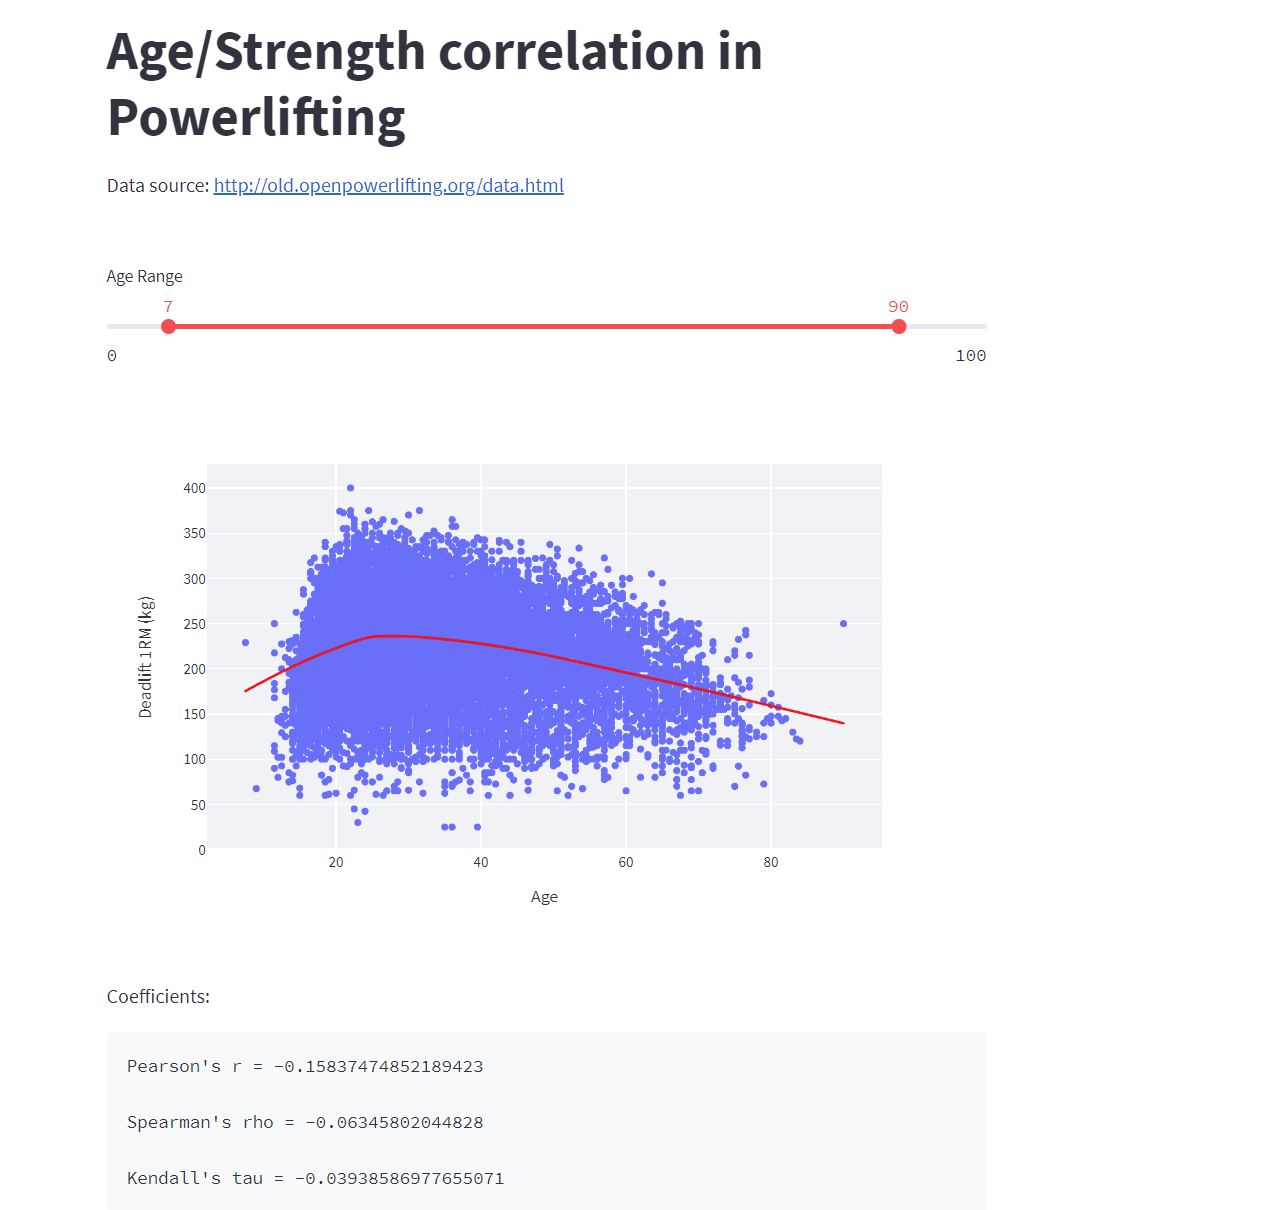 Age/Strength correlation in
Powerlifting
Data source: http://old.openpowerlifting.org/data.html
Age Range
7
90
0
100
400
350
300
250
200
150
100
50
0
Deadlift 1RM (kg)
20
40
60
80
Age
Coefficients:
Pearson's r = -0.15837474852189423
Spearman's rho = -0.06345802044828
Kendall's tau = -0.03938586977655071